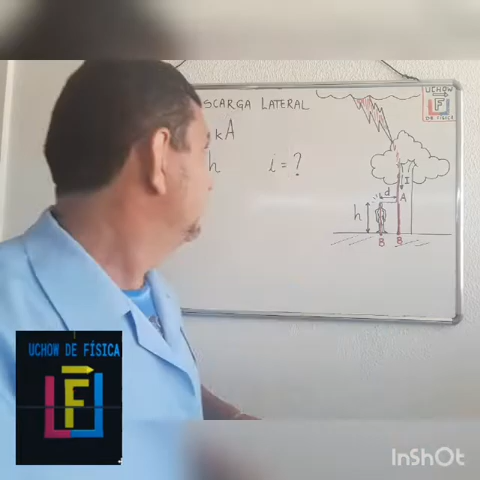 SCARGA LATERAL
kA
h
i = ?
UCHOW
F
DE FÍSICA
I
d
A
h
B B
UCHOW DE FÍSICA
F
InShOt